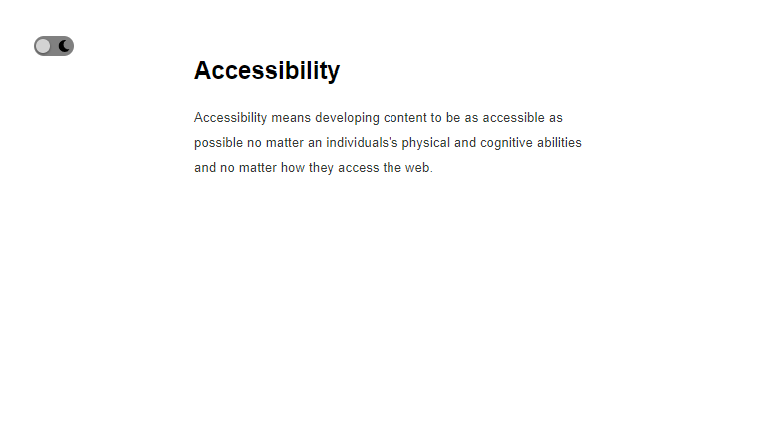 Accessibility
Accessibility means developing content to be as accessible as
possible no matter an individuals's physical and cognitive abilities
and no matter how they access the web.